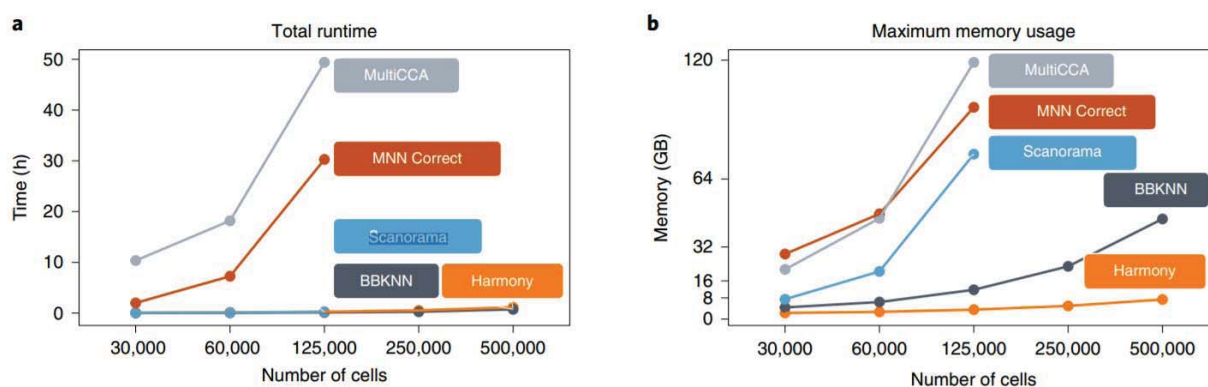 a
Total runtime
50
40
30
20
10
0
Time (h)
MultiCCA
MNN Correct
Scanorama
BBKNN
Harmony
30,000
60,000
125,000
250,000
500,000
Number of cells
b
Maximum memory usage
120
64
32
16
8
0
Memory (GB)
MultiCCA
MNN Correct
Scanorama
BBKNN
Harmony
30,000
60,000
125,000
250,000
500,000
Number of cells